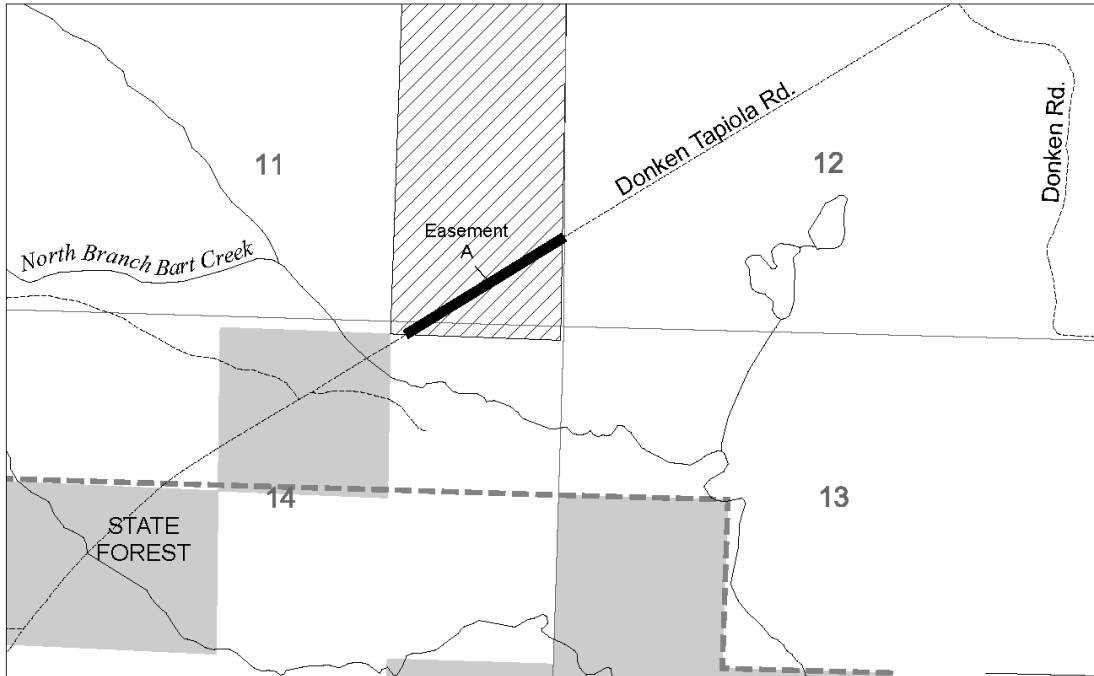 Donken Tapiola Rd.
Donken Rd.
11
12
Easement
A
North Branch Bart Creek
14
13
STATE
FOREST